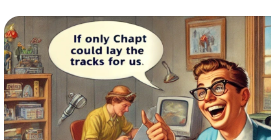 If only Chapt
could lay the
tracks for us.